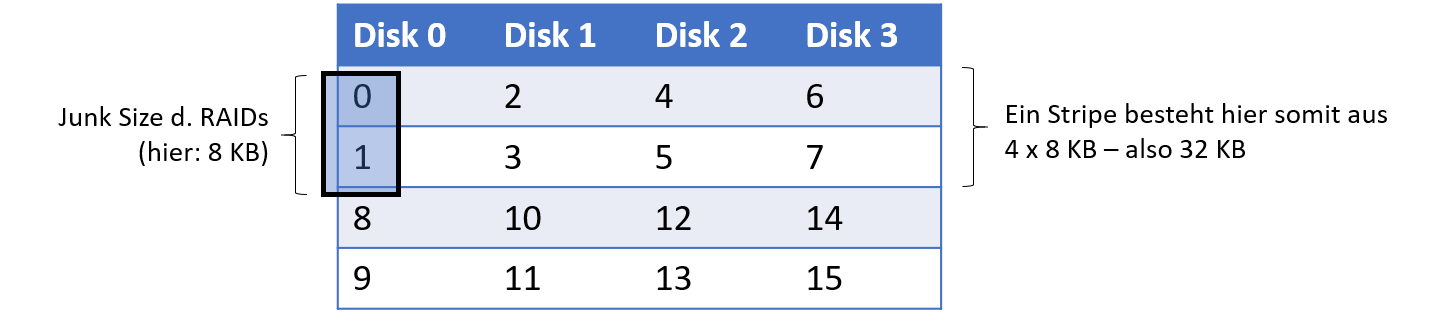 Disk 0 Disk 1 Disk 2 Disk 3
0 2 4 6
1 3 5 7
8 10 12 14
9 11 13 15
Junk Size d. RAIDs
(hier: 8 KB)
Ein Stripe besteht hier somit aus
4 x 8 KB – also 32 KB